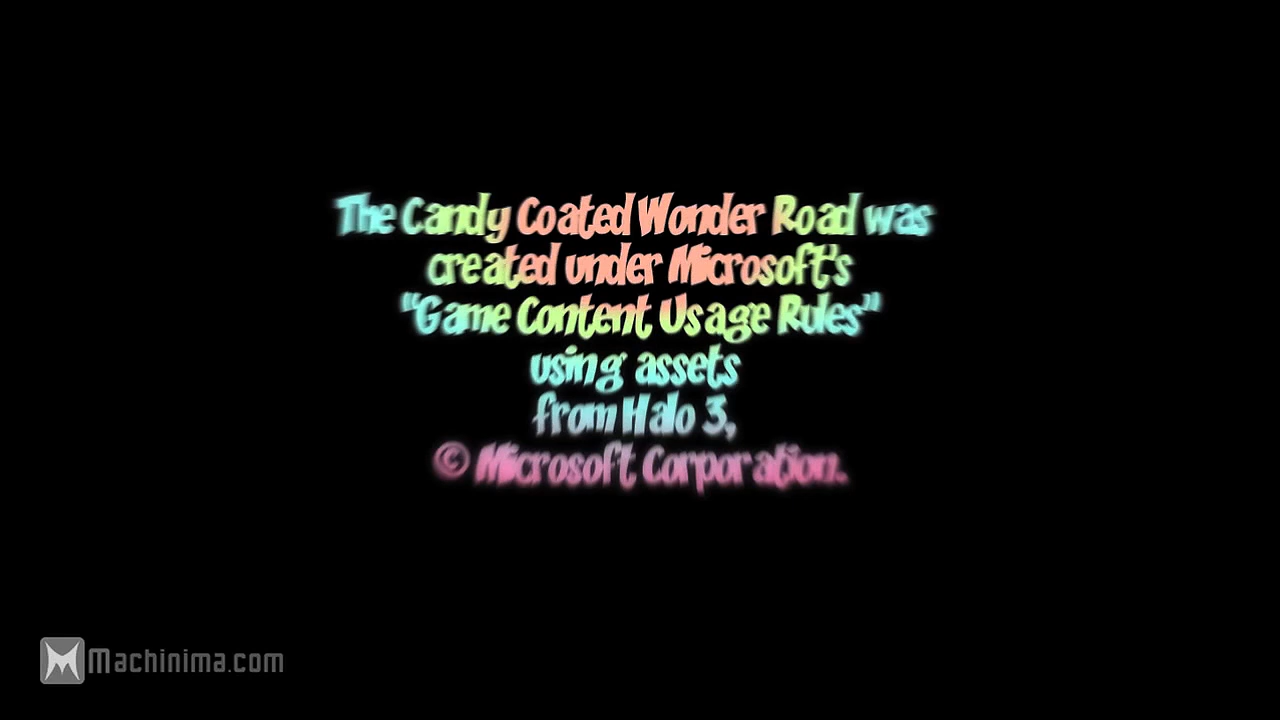 The Candy Coated Wonder Road was
created under Microsoft's
"Game Content Usage Rules"
using assets
from Halo 3,
© Microsoft Corporation.
Machinima.com